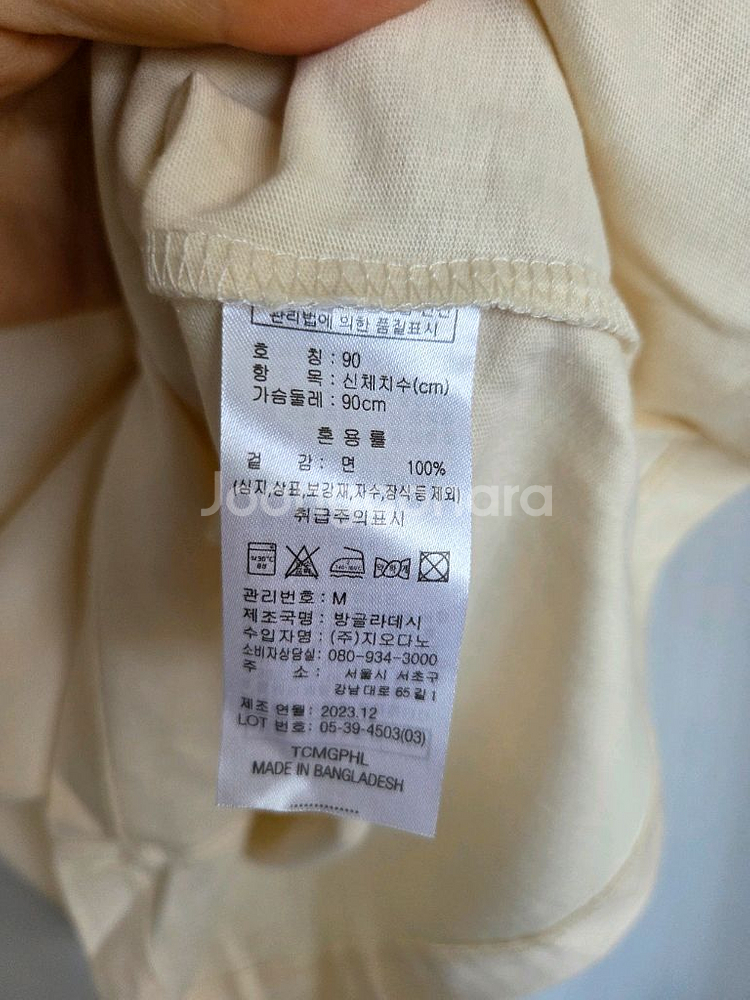 관리법에 의한 품질표시
호 칭 : 90
항 목 : 신체치수(cm)
가슴둘레 : 90cm
혼 용 률
겉 감 : 면 100%
(심지,상표,보강재,자수,장식등 제외)
취급주의표시
관리번호 : M
제조국명 : 방글라데시
수입자명 : (주)지오다노
소비자상담실: 080-934-3000
주 소 : 서울시 서초구
강남대로 65길 1
제조 연월: 2023.12
LOT 번호: 05-39-4503(03)
TCMGPHL
MADE IN BANGLADESH